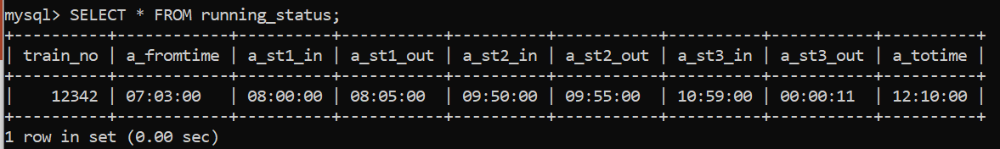 mysql> SELECT * FROM running_status;
+----------+------------+----------+-----------+----------+-----------+----------+-----------+----------+
| train_no | a_fromtime | a_st1_in | a_st1_out | a_st2_in | a_st2_out | a_st3_in | a_st3_out | a_totime |
+----------+------------+----------+-----------+----------+-----------+----------+-----------+----------+
|    12342 | 07:03:00   | 08:00:00 | 08:05:00  | 09:50:00 | 09:55:00  | 10:59:00 | 00:00:11  | 12:10:00 |
+----------+------------+----------+-----------+----------+-----------+----------+-----------+----------+
1 row in set (0.00 sec)